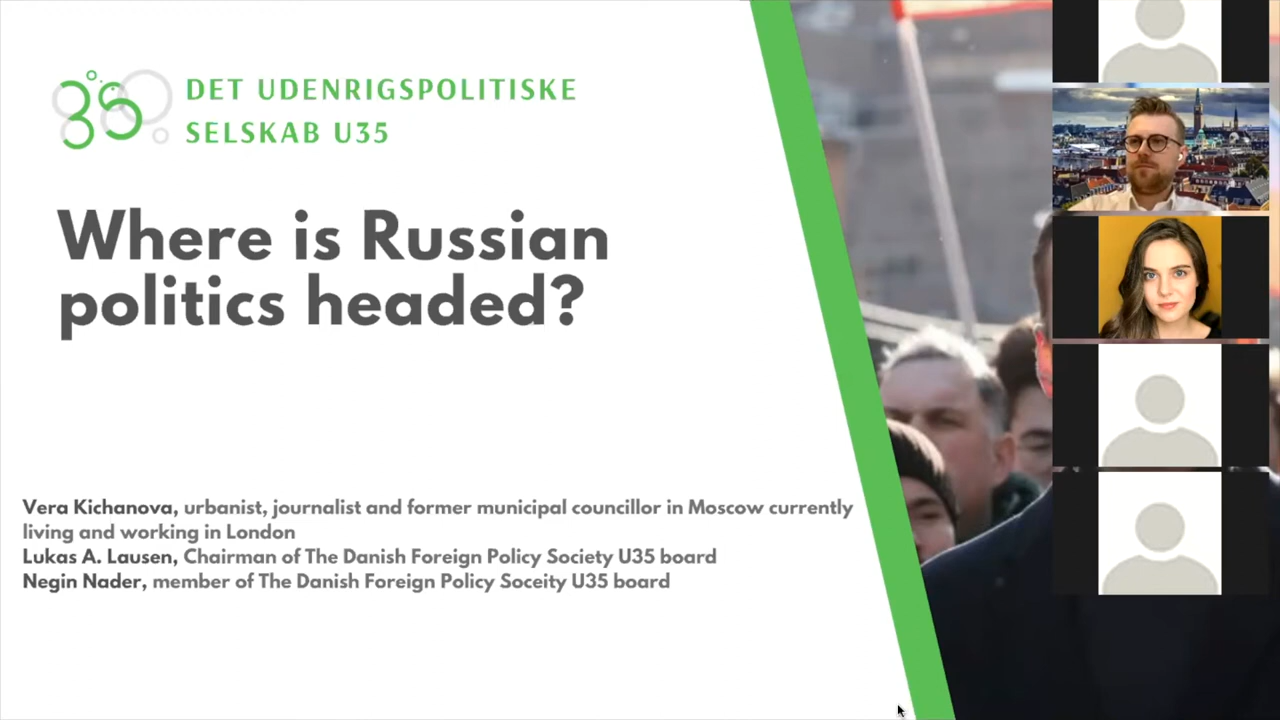 DET UDENRIGSPOLITISKE
SELSKAB U35
Where is Russian
politics headed?
Vera Kichanova, urbanist, journalist and former municipal councillor in Moscow currently
living and working in London
Lukas A. Lausen, Chairman of The Danish Foreign Policy Society U35 board
Negin Nader, member of The Danish Foreign Policy Soceity U35 board